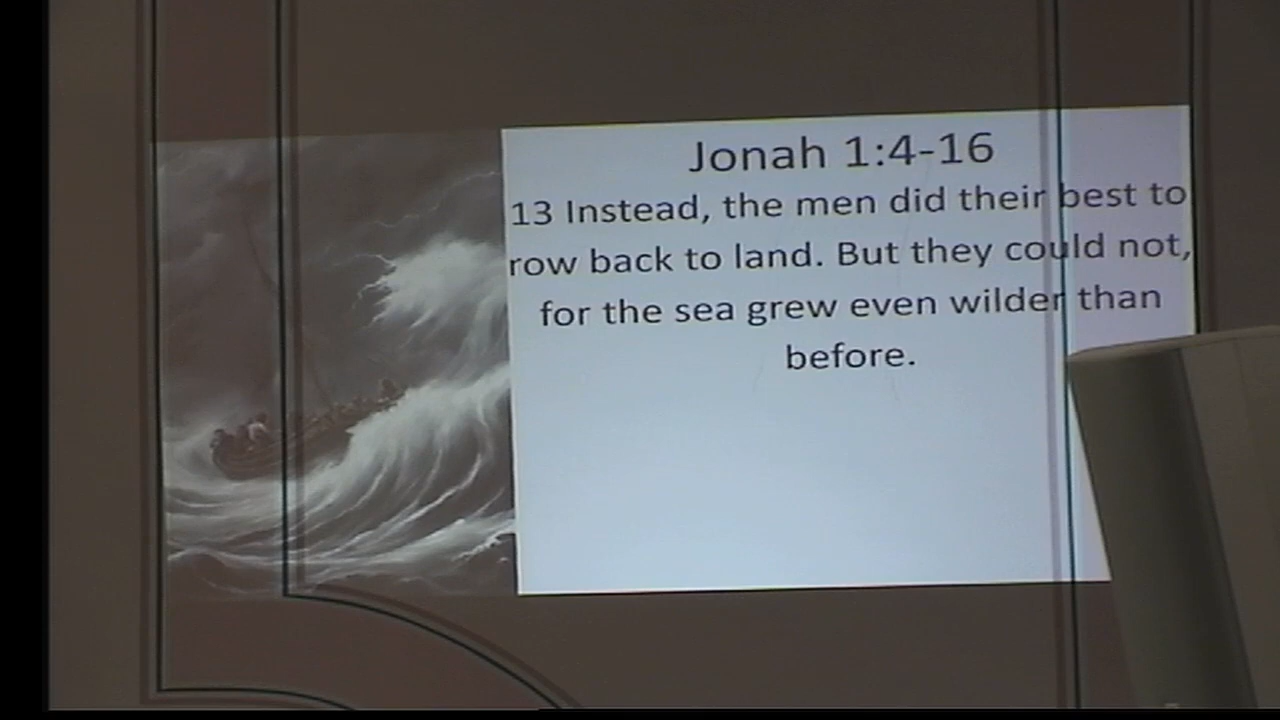 Jonah 1:4-16
13 Instead, the men did their best to
row back to land. But they could not,
for the sea grew even wilder than
before.